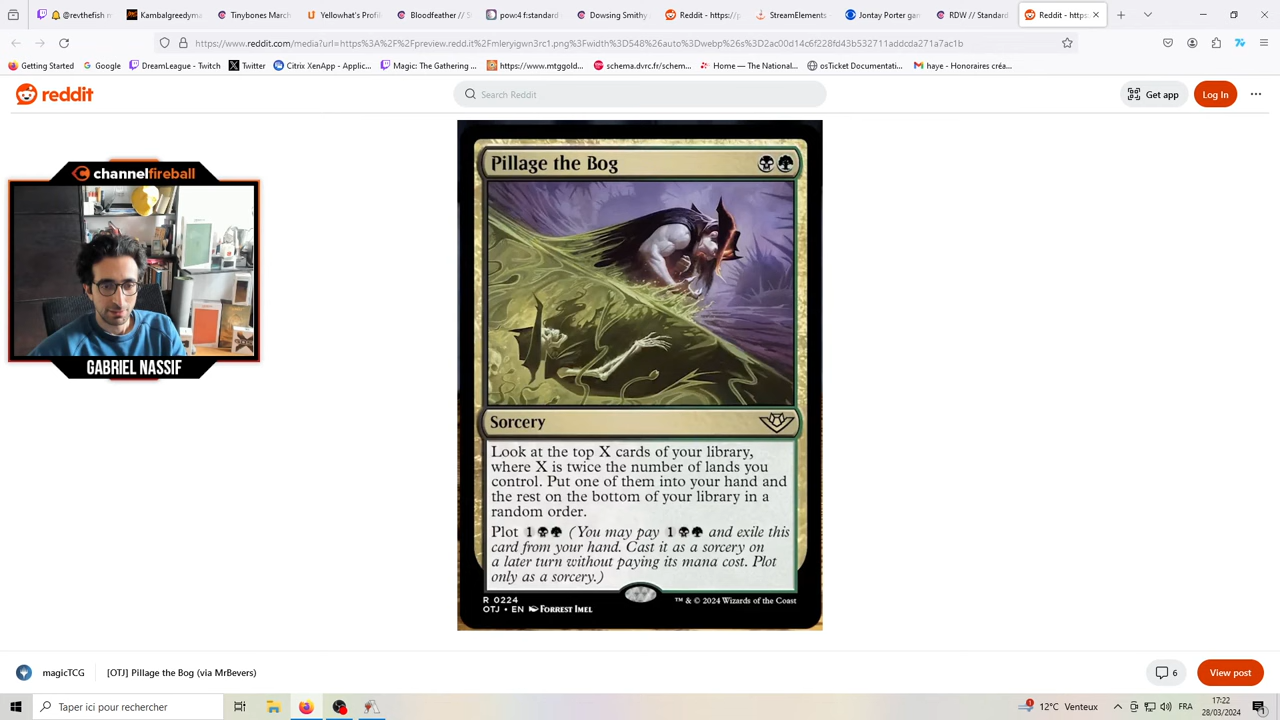 @revthefish n
Kambalgreedyma
Tinybones March
Yellowhat's Profi
Bloodfeather // S
pow:4 f:standard
Dowsing Smithy
Reddit - https:
StreamElements
Jontay Porter gam
RDW // Standard
Reddit - https:
https://www.reddit.com/media?url=https%3A%2F%2Fpreview.redd.it%2Fmleryigwn3rc1.png%3Fwidth%3D548%26auto%3Dwebp%26s%3D2ac00d14c6f228fd43b532711addcda271a7ac1b
Getting Started
Google
DreamLeague - Twitch
Twitter
Citrix XenApp - Applic...
Magic: The Gathering ...
https://www.mtggold...
schema.dvrc.fr/schem...
Home — The National...
osTicket Documentati...
haye - Honoraires créa...
reddit
Search Reddit
Get app
Log In
channelfireball
GABRIEL NASSIF
Pillage the Bog
Sorcery
Look at the top X cards of your library,
where X is twice the number of lands you
control. Put one of them into your hand and
the rest on the bottom of your library in a
random order.
Plot 1 (You may pay 1 and exile this
card from your hand. Cast it as a sorcery on
a later turn without paying its mana cost. Plot
only as a sorcery.)
R 0224
OTJ • EN FORREST IMEL
™ & © 2024 Wizards of the Coast
magicTCG
[OTJ] Pillage the Bog (via MrBevers)
6
View post
Taper ici pour rechercher
1
12°C Venteux
FRA
17:22
28/03/2024
1